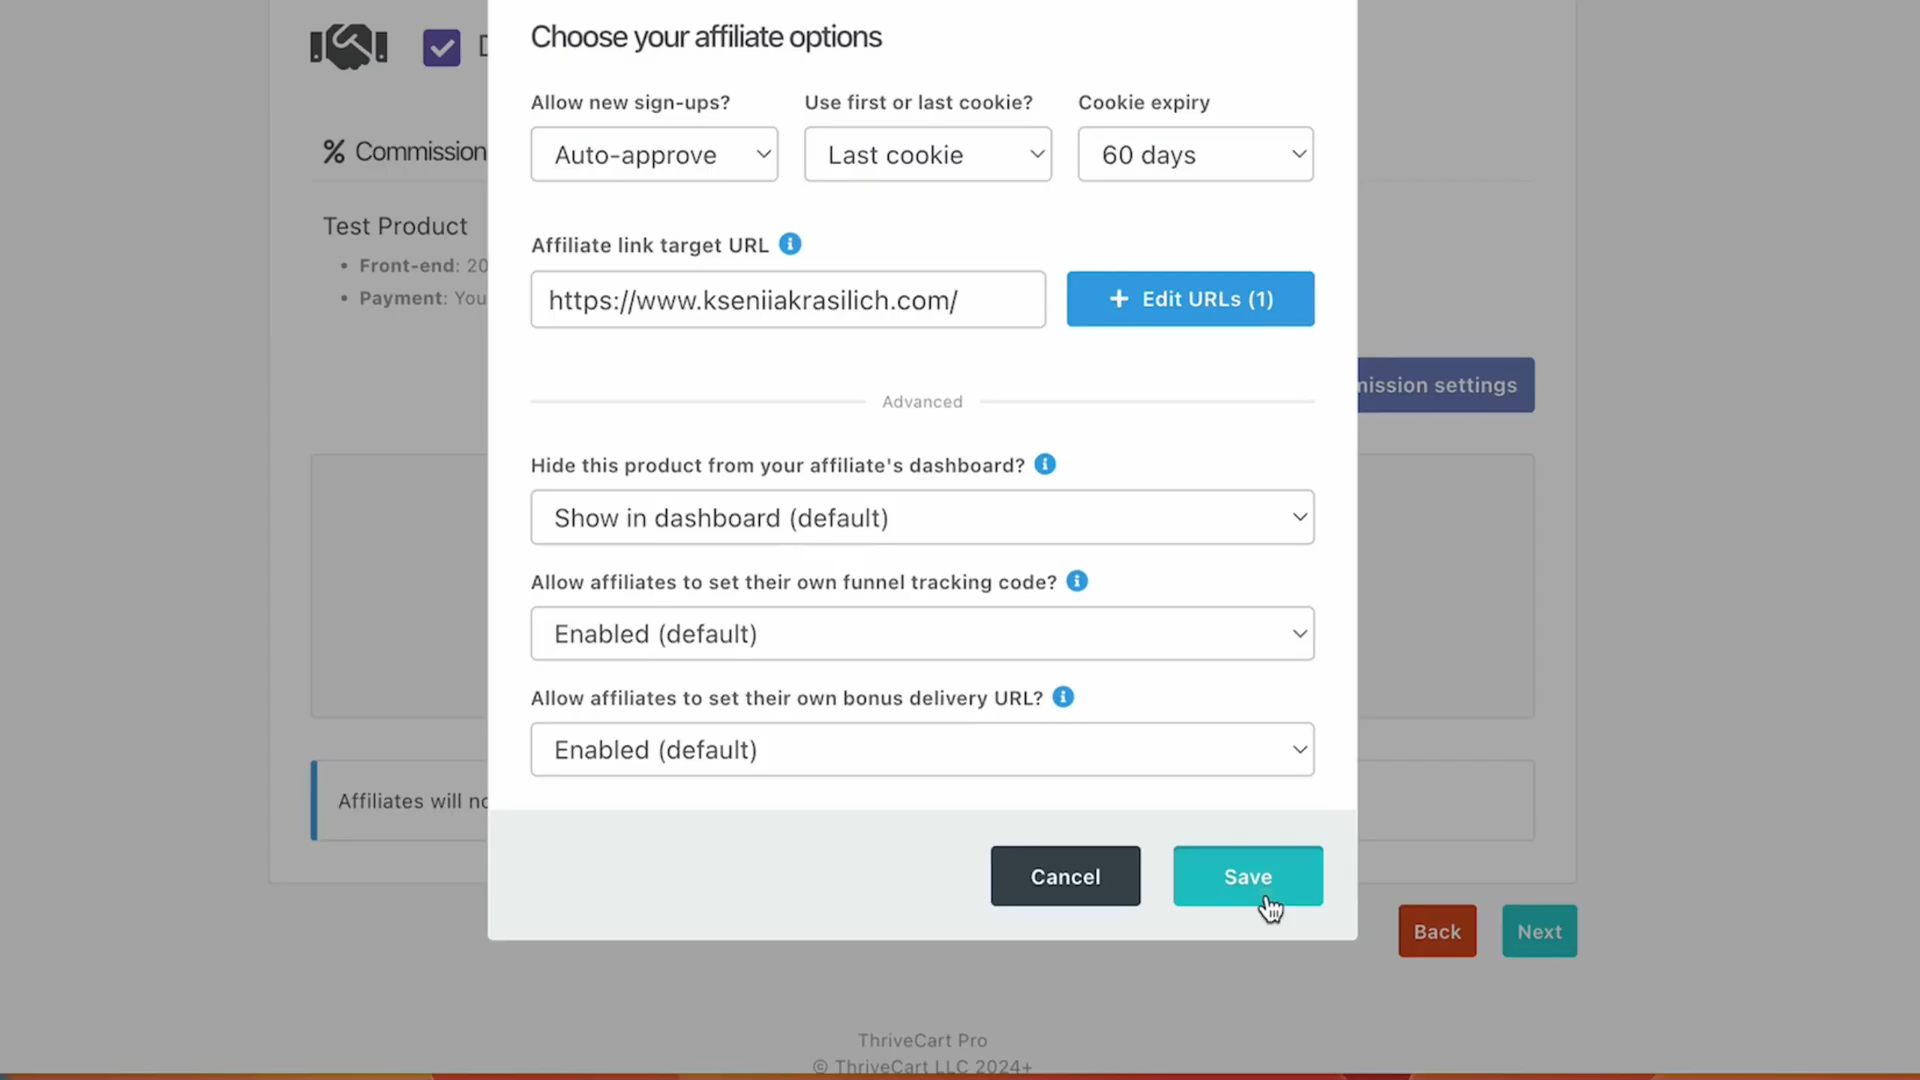 Choose your affiliate options
Allow new sign-ups? Use first or last cookie? Cookie expiry
Auto-approve Last cookie 60 days
% Commission
Test Product
Front-end: 20
Payment: You
Affiliate link target URL
https://www.kseniiakrasilich.com/ + Edit URLs (1)
mission settings
Advanced
Hide this product from your affiliate's dashboard?
Show in dashboard (default)
Allow affiliates to set their own funnel tracking code?
Enabled (default)
Allow affiliates to set their own bonus delivery URL?
Enabled (default)
Affiliates will no
Cancel Save
Back Next
ThriveCart Pro
© ThriveCart LLC 2024+